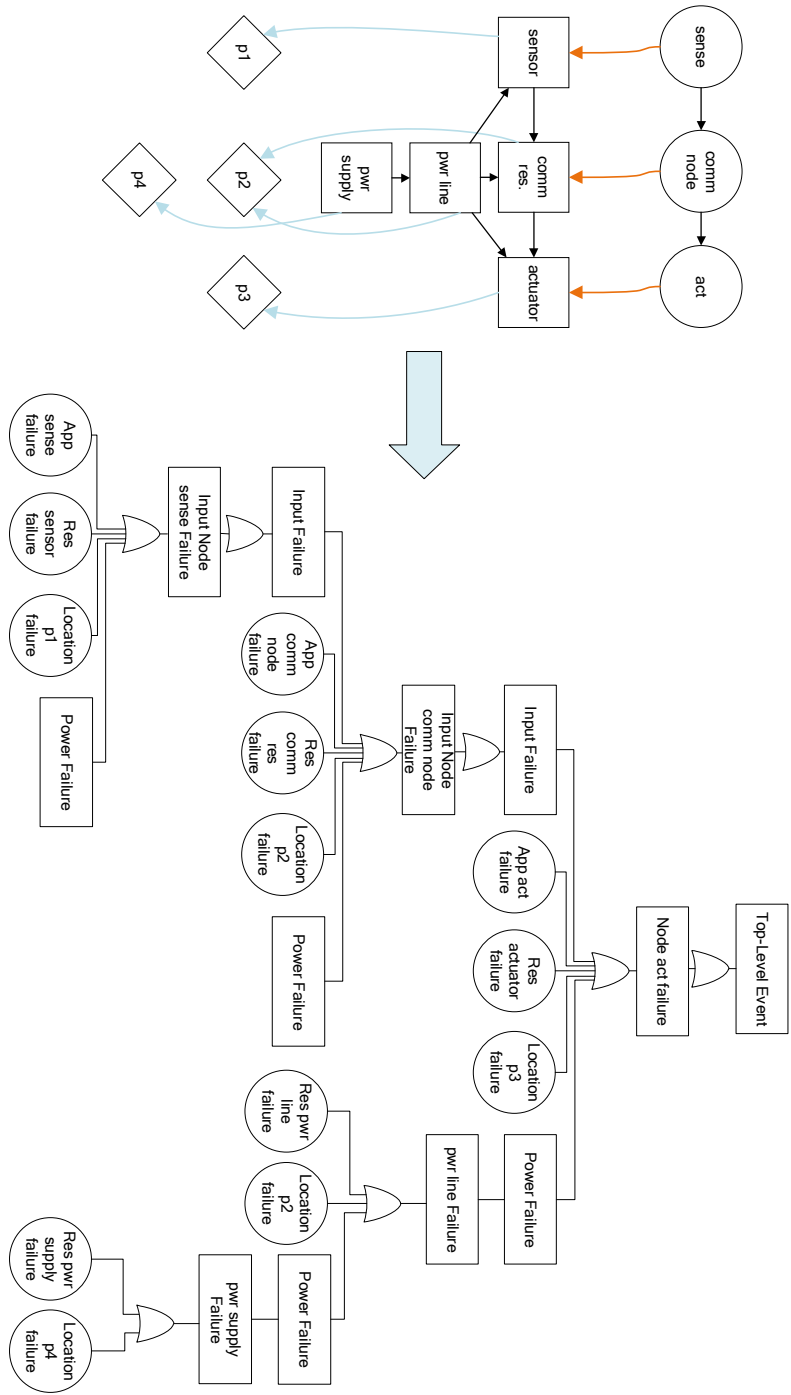 sense
comm
node
act
sensor
comm
res.
actuator
pwr line
pwr
supply
p1
p2
p3
p4
Top-Level Event
Node act failure
Input Failure
App act
failure
Res
actuator
failure
Location
p3
failure
Power Failure
Input Node
comm node
Failure
pwr line Failure
Input Failure
App
comm
node
failure
Res
comm
res
failure
Location
p2
failure
Power Failure
Res pwr
line
failure
Location
p2
failure
Power Failure
Input Node
sense Failure
pwr supply
Failure
App
sense
failure
Res
sensor
failure
Location
p1
failure
Power Failure
Res pwr
supply
failure
Location
p4
failure